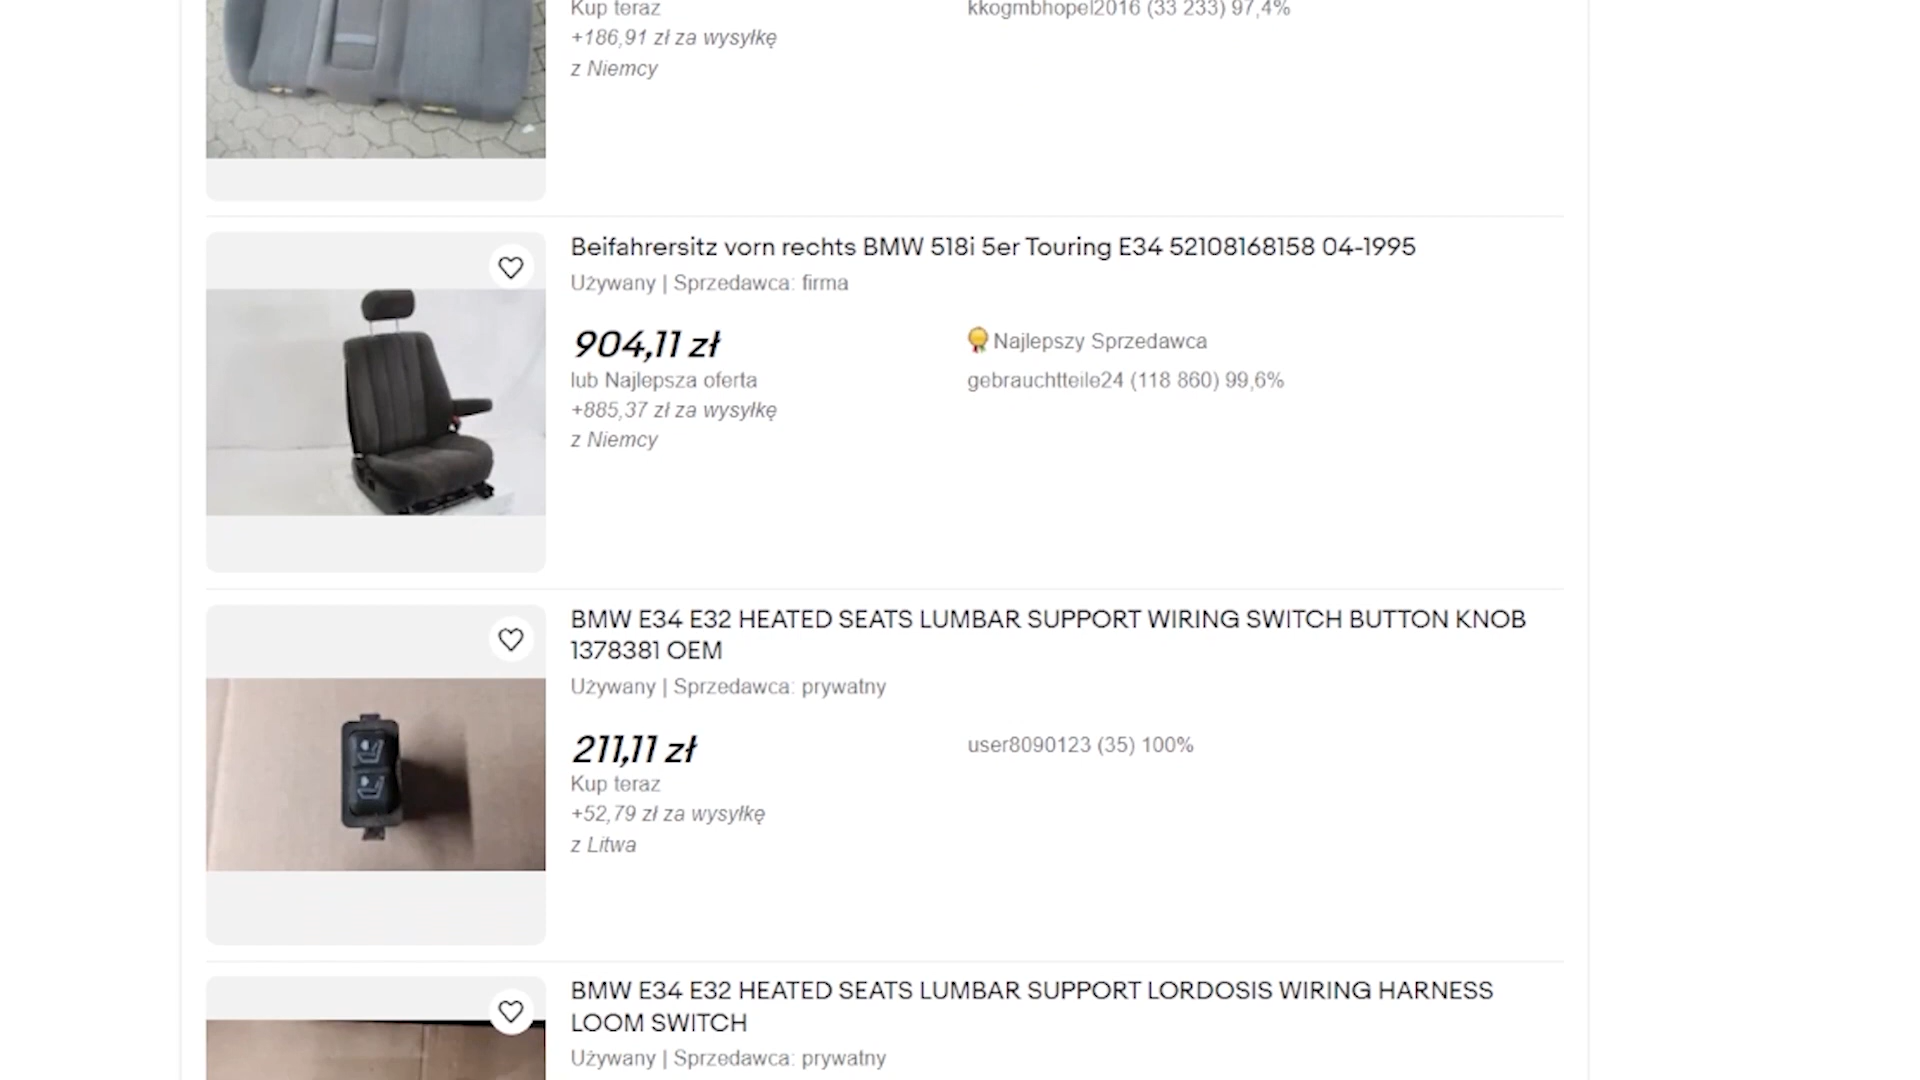 Kup teraz
kkogmbhopel2016 (33 233) 97,4%
+186,91 zł za wysyłkę
z Niemcy
Beifahrersitz vorn rechts BMW 518i 5er Touring E34 52108168158 04-1995
Używany | Sprzedawca: firma
904,11 zł
Najlepszy Sprzedawca
lub Najlepsza oferta
gebrauchtteile24 (118 860) 99,6%
+885,37 zł za wysyłkę
z Niemcy
BMW E34 E32 HEATED SEATS LUMBAR SUPPORT WIRING SWITCH BUTTON KNOB
1378381 OEM
Używany | Sprzedawca: prywatny
211,11 zł
user8090123 (35) 100%
Kup teraz
+52,79 zł za wysyłkę
z Litwa
BMW E34 E32 HEATED SEATS LUMBAR SUPPORT LORDOSIS WIRING HARNESS
LOOM SWITCH
Używany | Sprzedawca: prywatny